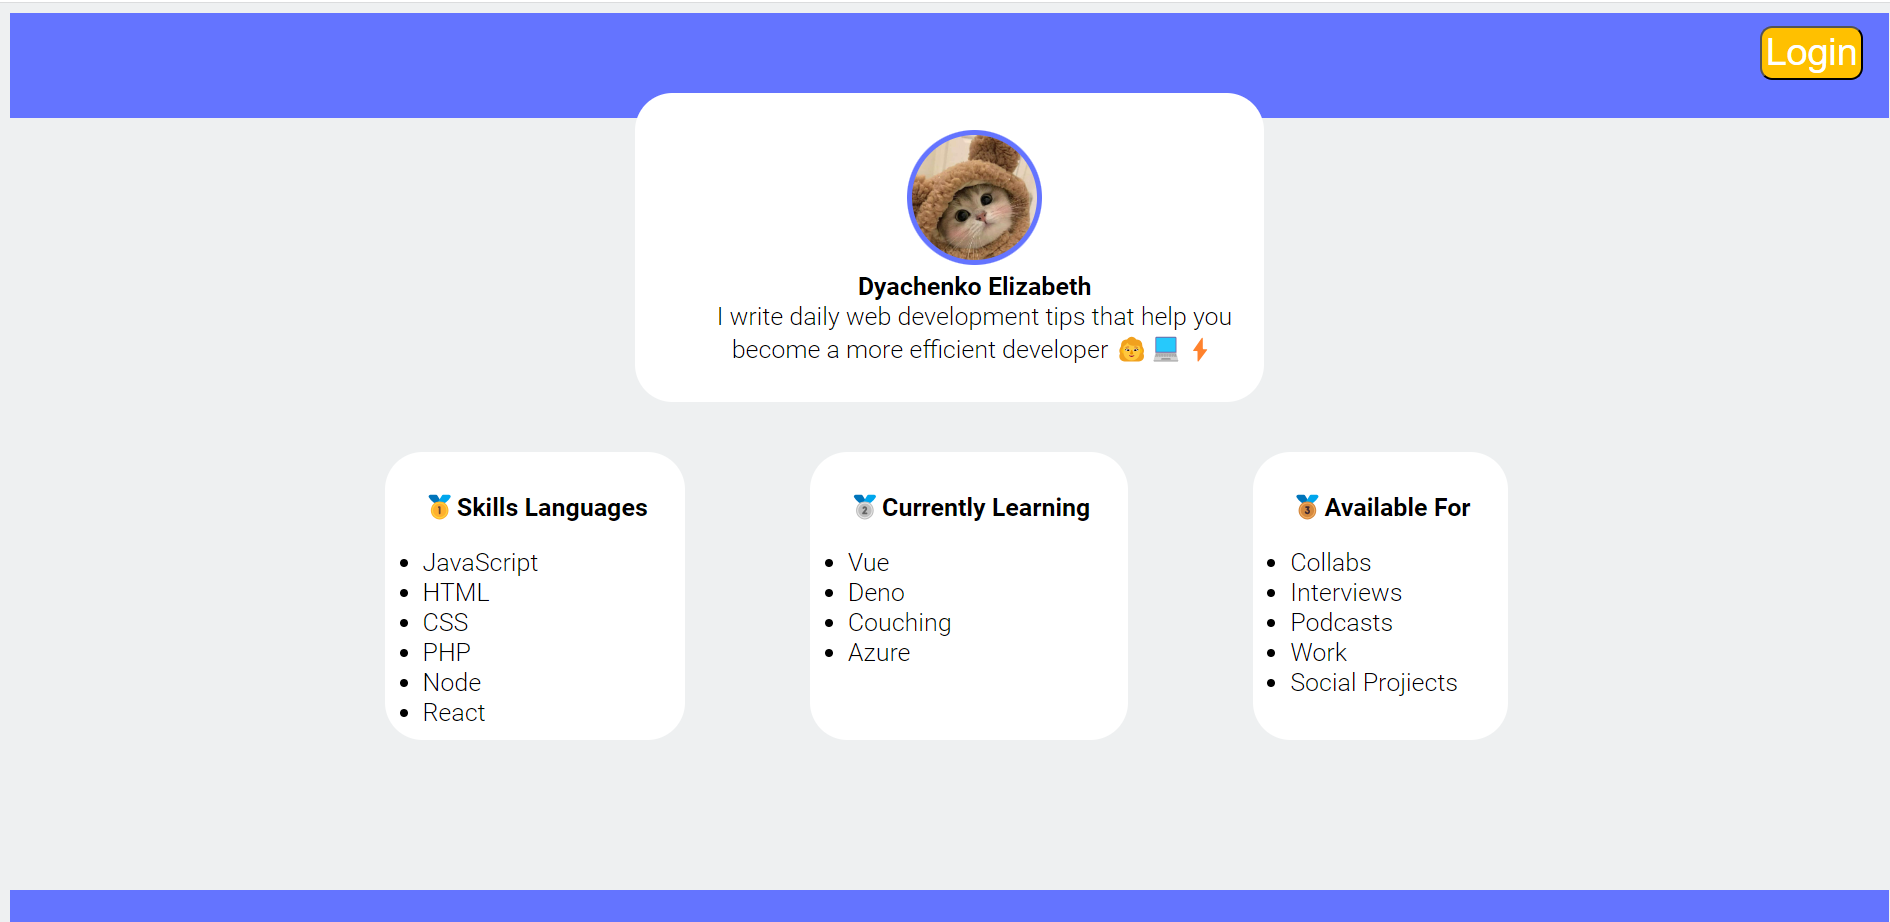 Login
Dyachenko Elizabeth
I write daily web development tips that help you
become a more efficient developer 👩‍🦱 💻 ⚡
🥇Skills Languages
JavaScript
HTML
CSS
PHP
Node
React
🥈Currently Learning
Vue
Deno
Couching
Azure
🥉Available For
Collabs
Interviews
Podcasts
Work
Social Projiects